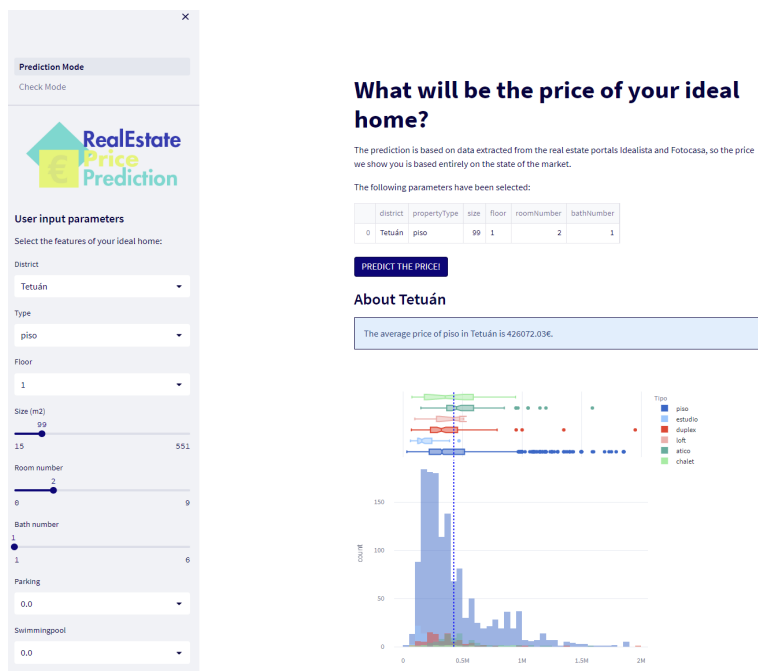 ×
Prediction Mode
Check Mode
RealEstate
€ Price
Prediction
User input parameters
Select the features of your ideal home:
District
Tetuán
Type
piso
Floor
1
Size (m2)
99
15 551
Room number
2
0 9
Bath number
1
1 6
Parking
0.0
Swimmingpool
0.0
What will be the price of your ideal
home?
The prediction is based on data extracted from the real estate portals Idealista and Fotocasa, so the price
we show you is based entirely on the state of the market.
The following parameters have been selected:
district propertyType size floor roomNumber bathNumber
0 Tetuán piso 99 1 2 1
PREDICT THE PRICE!
About Tetuán
The average price of piso in Tetuán is 426072.03€.
Tipo
piso
estudio
duplex
loft
atico
chalet
150
100
50
0
count
0 0.5M 1M 1.5M 2M